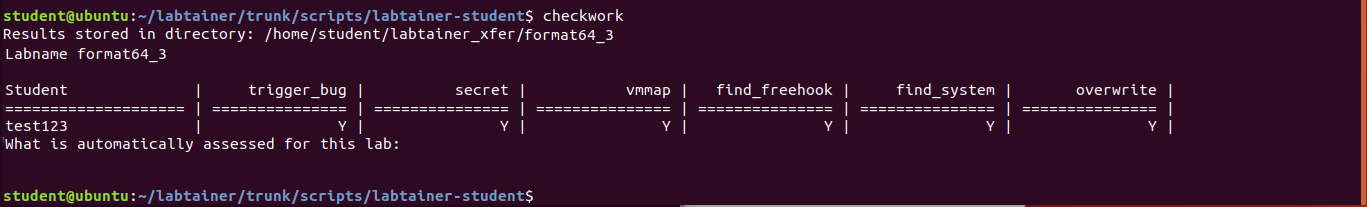 student@ubuntu:~/labtainer/trunk/scripts/labtainer-student$ checkwork
Results stored in directory: /home/student/labtainer_xfer/format64_3
Labname format64_3
Student              |     trigger_bug |          secret |           vmmap |   find_freehook |     find_system |       overwrite |
==================== | =============== | =============== | =============== | =============== | =============== | =============== |
test123              |               Y |               Y |               Y |               Y |               Y |               Y |
What is automatically assessed for this lab:
student@ubuntu:~/labtainer/trunk/scripts/labtainer-student$